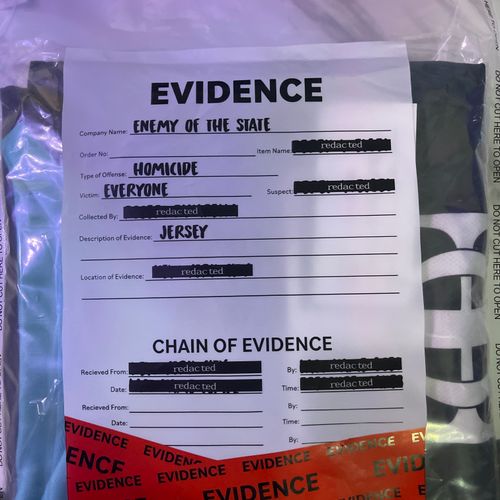 EVIDENCE
Company Name: ENEMY OF THE STATE
Order No: Item Name: redacted
Type of Offense: HOMICIDE
Victim: EVERYONE Suspect: redacted
Collected By: redacted
Description of Evidence: JERSEY
Location of Evidence: redacted
CHAIN OF EVIDENCE
Recieved From: redacted By: redacted
Date: redacted Time: redacted
Recieved From: By:
Date: Time:
By:
EVIDENCE EVIDENCE EVIDENCE
EVIDENCE EVIDENCE EVIDENCE EVIDENCE
EVIDENCE
DO NOT CUT HERE TO OPEN
DO NOT CUT HERE TO OPEN